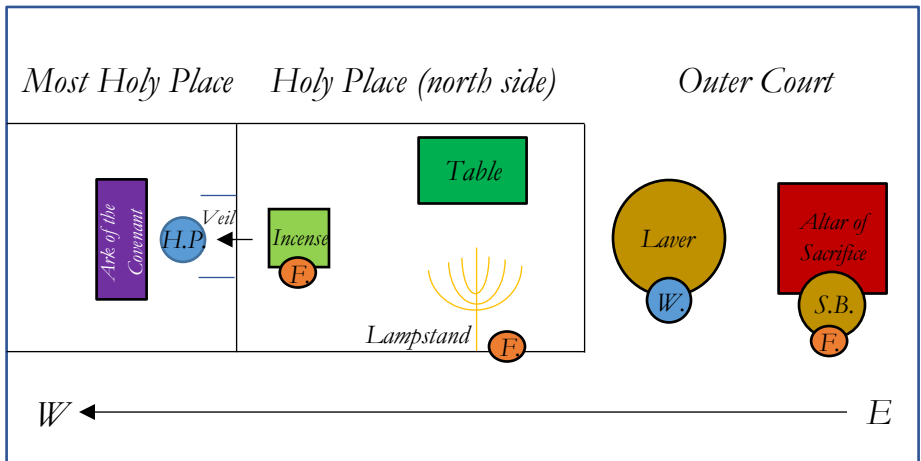 Most Holy Place
Holy Place (north side)
Outer Court
Ark of the
Covenant
H.P.
Veil
Incense
F.
Table
Lampstand
F.
Laver
W.
Altar of
Sacrifice
S.B.
F.
W
E